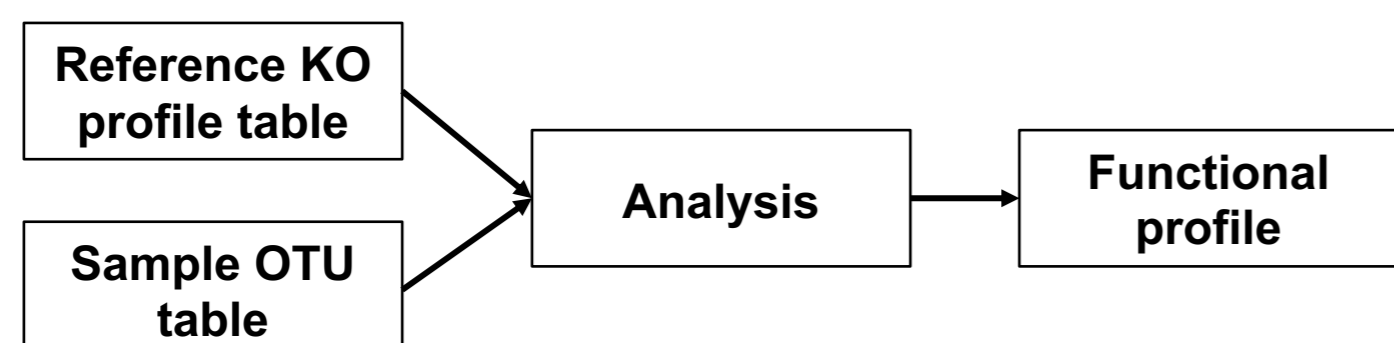 Reference KO
profile table
Sample OTU
table
Analysis
Functional
profile